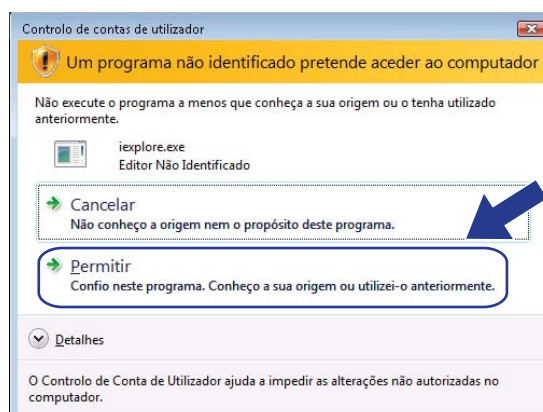 Controlo de contas de utilizador
Um programa não identificado pretende aceder ao computador
Não execute o programa a menos que conheça a sua origem ou o tenha utilizado
anteriormente.
iexplore.exe
Editor Não Identificado
Cancelar
Não conheço a origem nem o propósito deste programa.
Permitir
Confio neste programa. Conheço a sua origem ou utilizei-o anteriormente.
Detalhes
O Controlo de Conta de Utilizador ajuda a impedir as alterações não autorizadas no
computador.